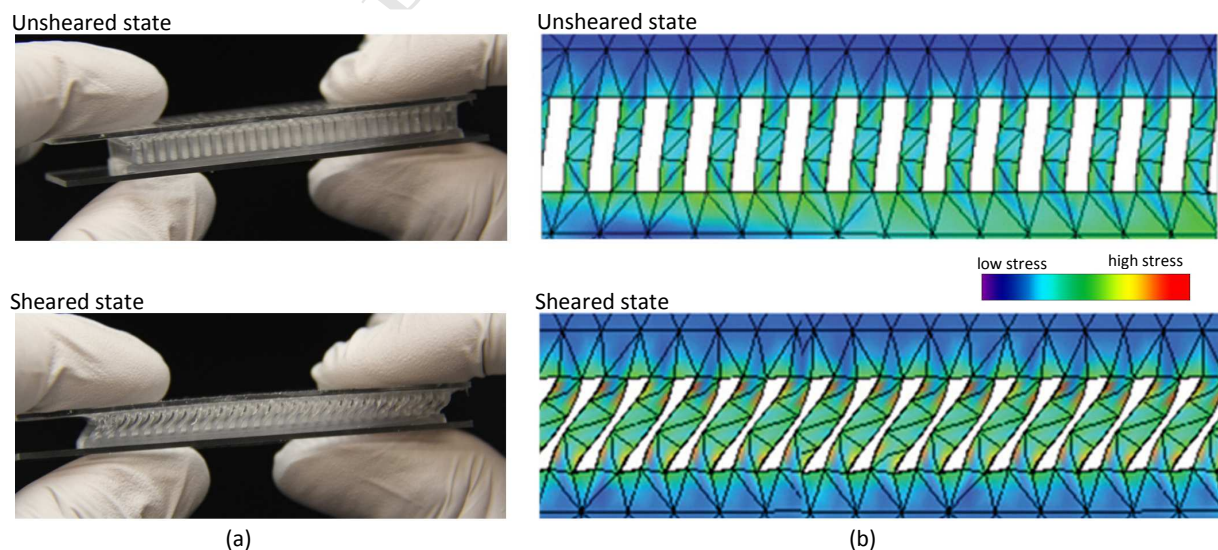 Unsheared state
Unsheared state
low stress
high stress
Sheared state
Sheared state
(a)
(b)